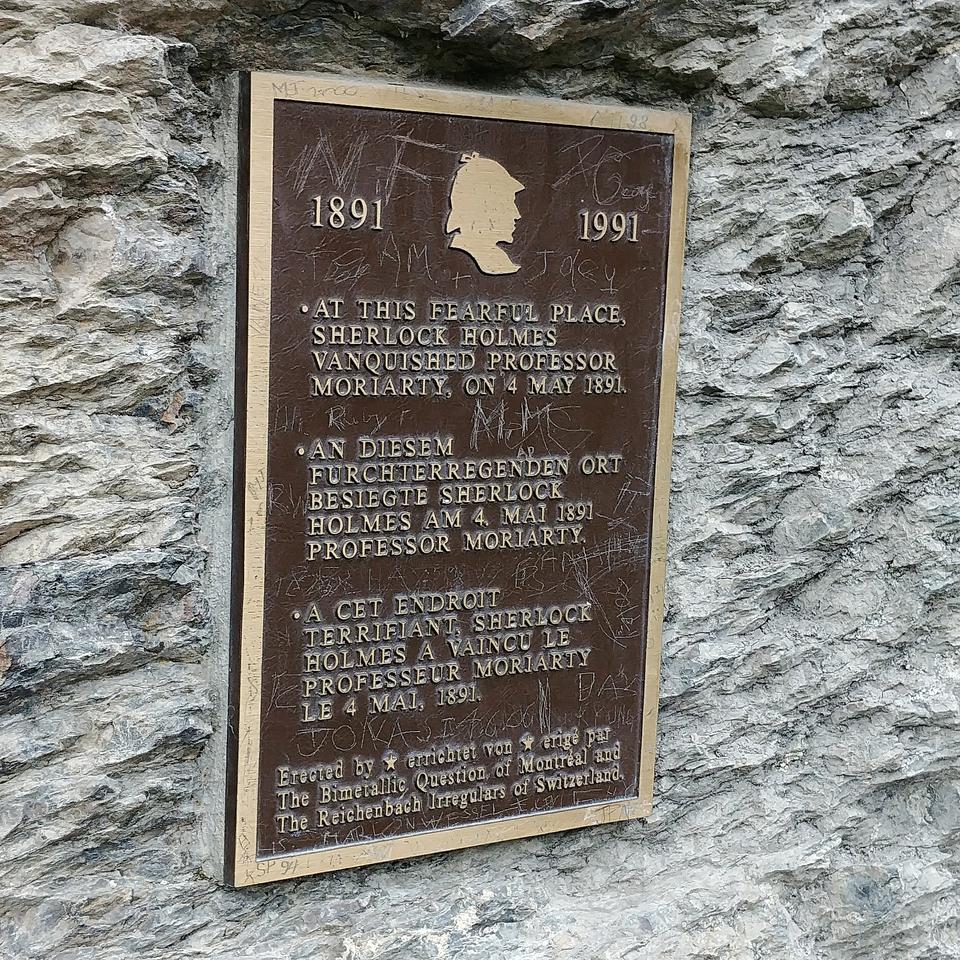 1891
1991
• AT THIS FEARFUL PLACE,
SHERLOCK HOLMES
VANQUISHED PROFESSOR
MORIARTY, ON 4 MAY 1891.
• AN DIESEM
FURCHTERREGENDEN ORT
BESIEGTE SHERLOCK
HOLMES AM 4. MAI 1891
PROFESSOR MORIARTY.
• A CET ENDROIT
TERRIFIANT, SHERLOCK
HOLMES A VAINCU LE
PROFESSEUR MORIARTY
LE 4 MAI, 1891.
Erected by ★ errichtet von ★ erigé par
The Bimetallic Question, of Montréal and
The Reichenbach Irregulars of Switzerland.